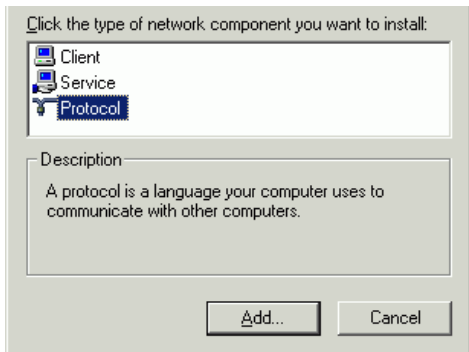 Click the type of network component you want to install:
Client
Service
Protocol
Description
A protocol is a language your computer uses to
communicate with other computers.
Add...
Cancel